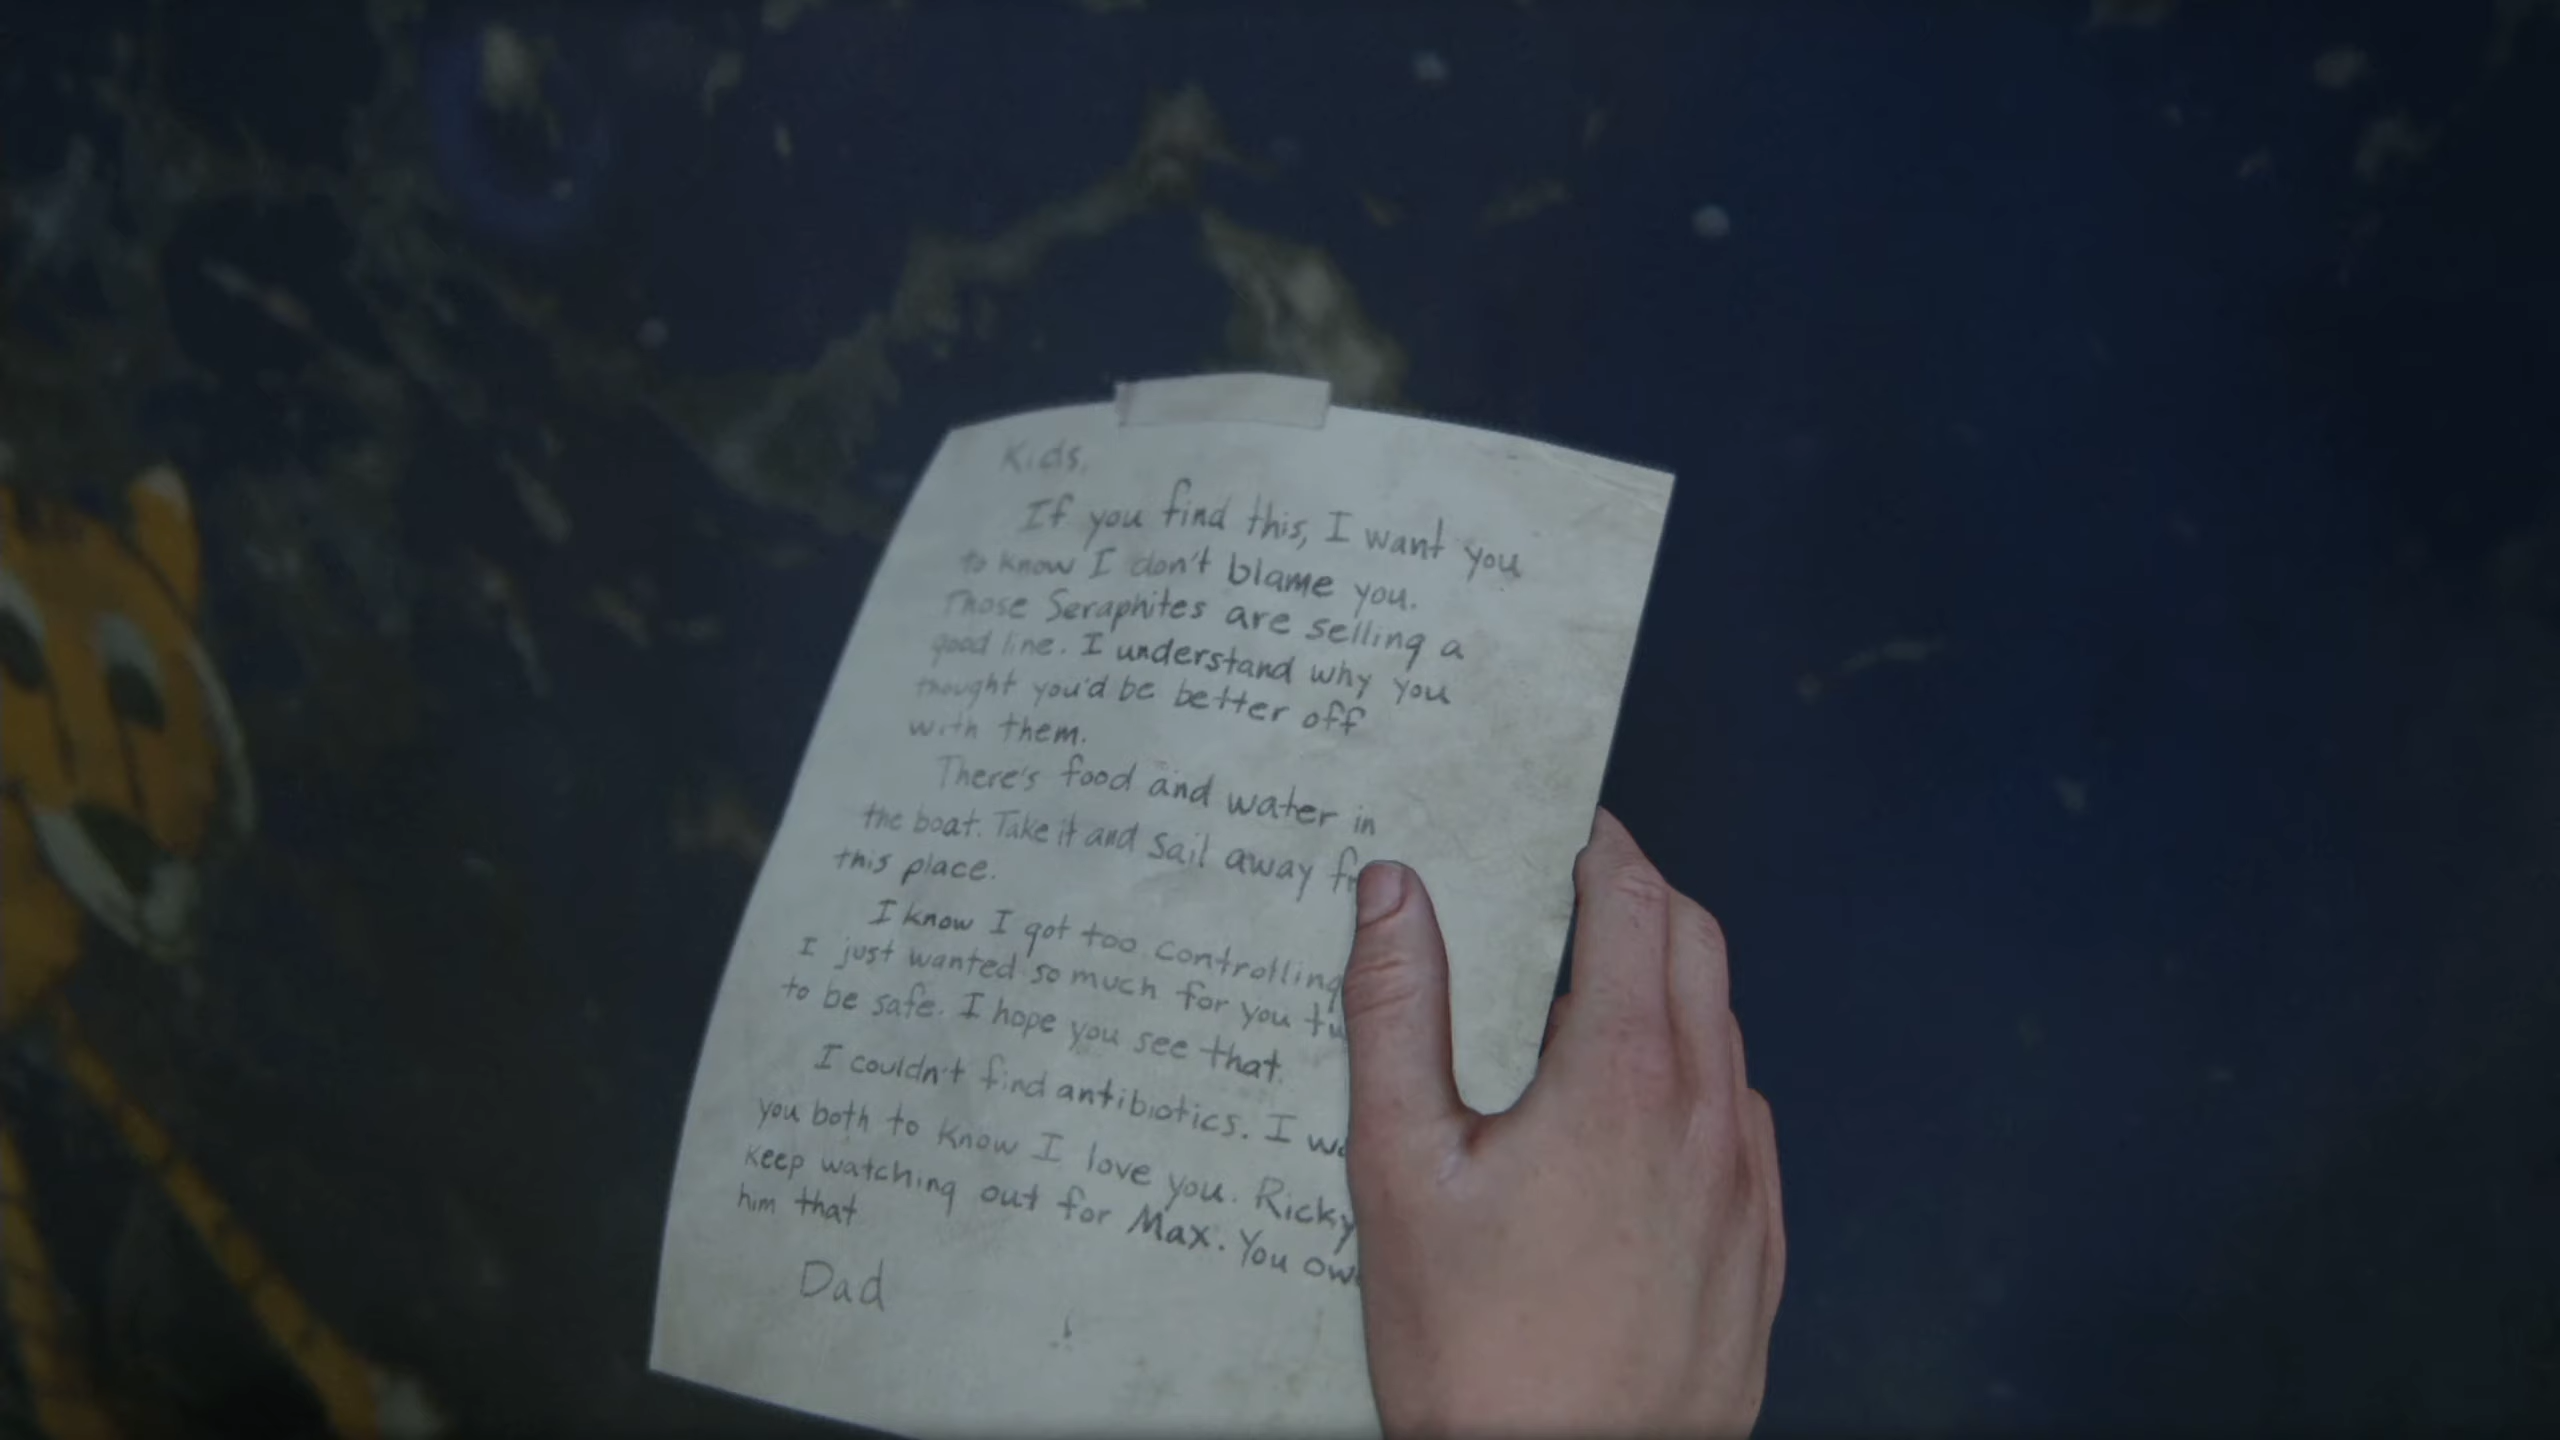 Kids,
If you find this, I want you
to know I don't blame you.
Those Seraphites are selling a
good line. I understand why you
thought you'd be better off
with them.
There's food and water in
the boat. Take it and sail away
this place.
I know I got too controlling
I just wanted so much for you
to be safe. I hope you see that.
I couldn't find antibiotics. I
you both to know I love you. Ricky
keep watching out for Max. You
him that
Dad